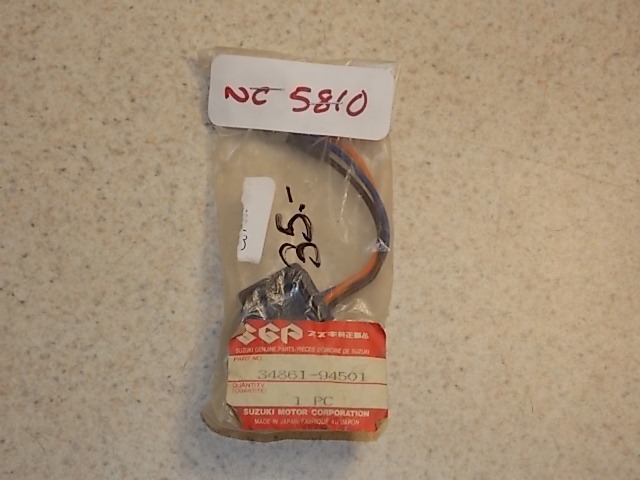 NC 5810
35.-
SGP スズキ純正部品
SUZUKI GENUINE PARTS/PIECES D'ORIGINE DE SUZUKI
PART NO.
34861-94501
QUANTITY
1 PC
SUZUKI MOTOR CORPORATION
MADE IN JAPAN/FABRIQUE AU JAPON